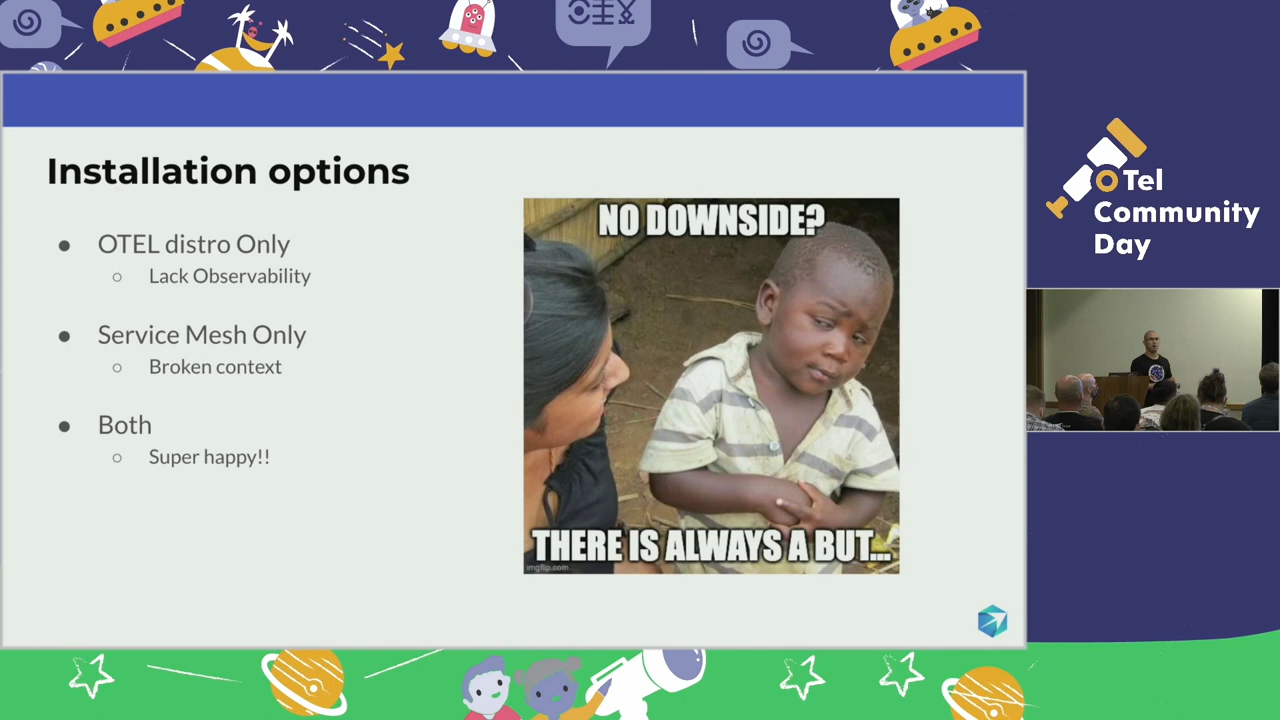 Installation options
● OTEL distro Only
○ Lack Observability
● Service Mesh Only
○ Broken context
● Both
○ Super happy!!
NO DOWNSIDE?
THERE IS ALWAYS A BUT...
imgflip.com
OTel
Community
Day